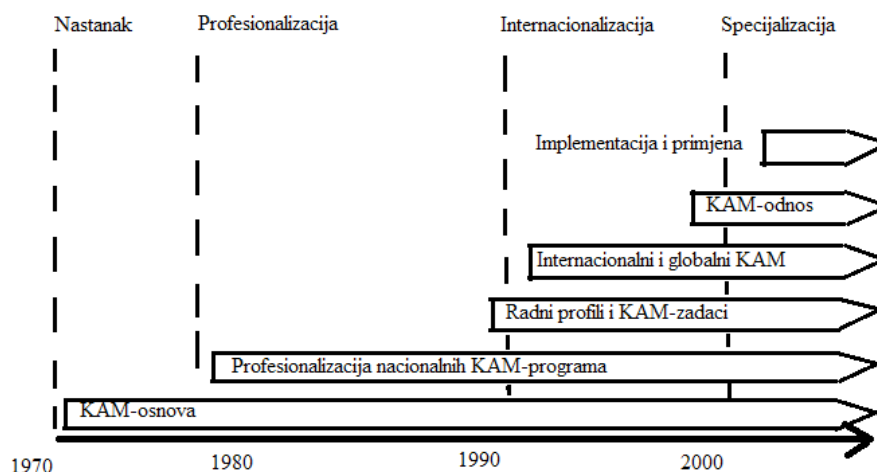 Nastanak Profesionalizacija Internacionalizacija Specijalizacija
Implementacija i primjena
KAM-odnos
Internacionalni i globalni KAM
Radni profili i KAM-zadaci
Profesionalizacija nacionalnih KAM-programa
KAM-osnova
1970 1980 1990 2000